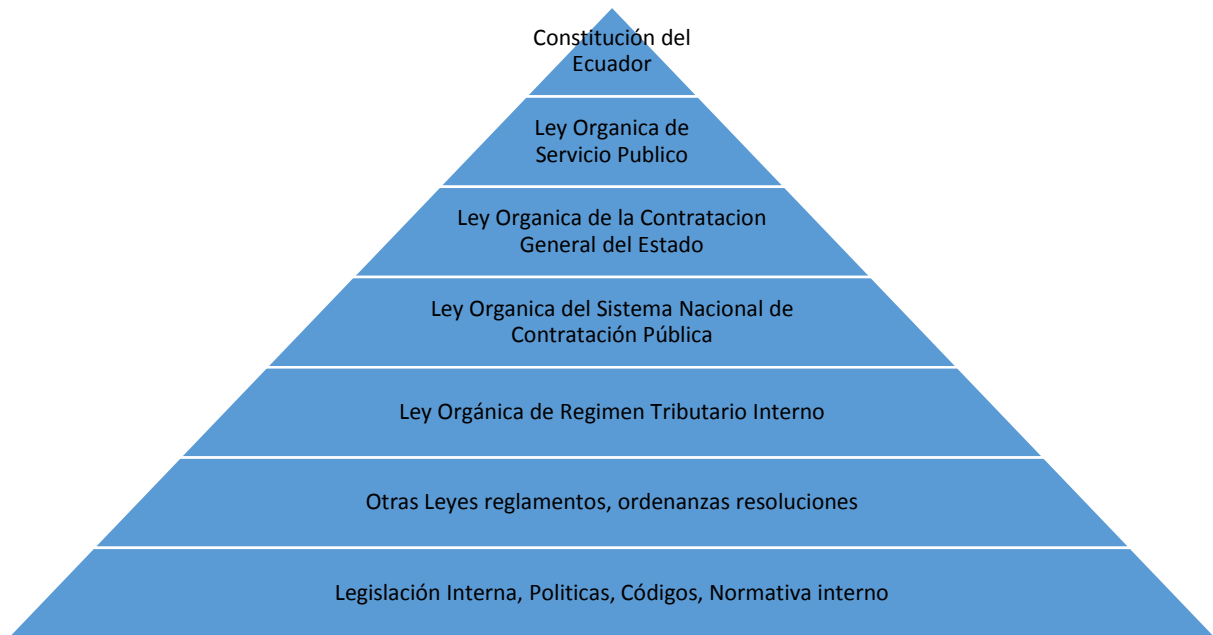 Constitución del
Ecuador
Ley Organica de
Servicio Publico
Ley Organica de la Contratacion
General del Estado
Ley Organica del Sistema Nacional de
Contratación Pública
Ley Orgánica de Regimen Tributario Interno
Otras Leyes reglamentos, ordenanzas resoluciones
Legislación Interna, Politicas, Códigos, Normativa interno